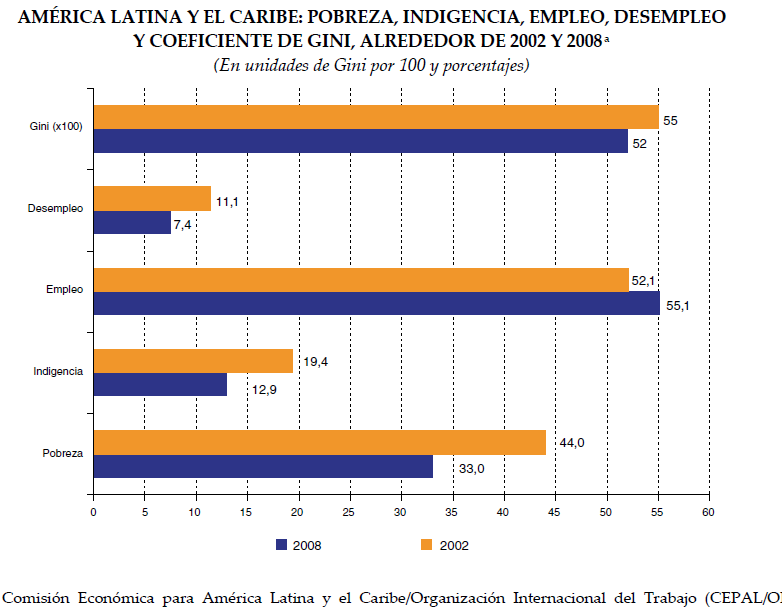 AMÉRICA LATINA Y EL CARIBE: POBREZA, INDIGENCIA, EMPLEO, DESEMPLEO
Y COEFICIENTE DE GINI, ALREDEDOR DE 2002 Y 2008 a
(En unidades de Gini por 100 y porcentajes)
Gini (x100)
55
52
Desempleo
11,1
7,4
Empleo
52,1
55,1
Indigencia
19,4
12,9
Pobreza
44,0
33,0
0 5 10 15 20 25 30 35 40 45 50 55 60
2008 2002
Comisión Económica para América Latina y el Caribe/Organización Internacional del Trabajo (CEPAL/